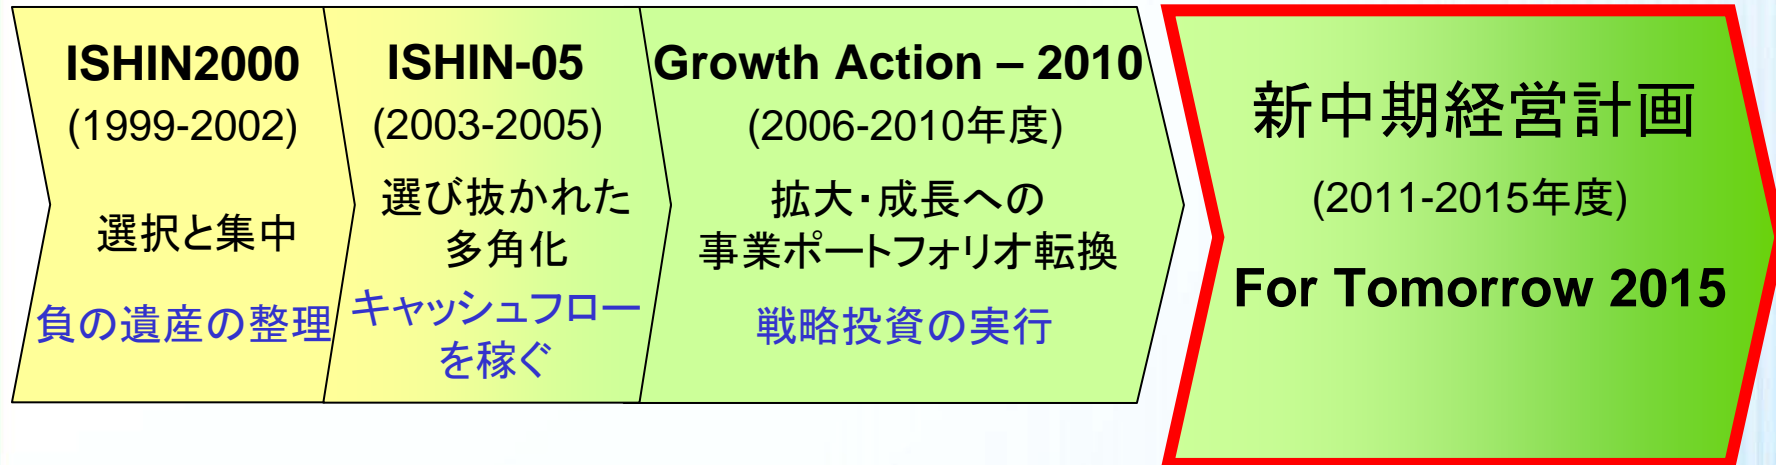 ISHIN2000
(1999-2002)
選択と集中
負の遺産の整理
ISHIN-05
(2003-2005)
選び抜かれた
多角化
キャッシュフロー
を稼ぐ
Growth Action – 2010
(2006-2010年度)
拡大・成長への
事業ポートフォリオ転換
戦略投資の実行
新中期経営計画
(2011-2015年度)
For Tomorrow 2015